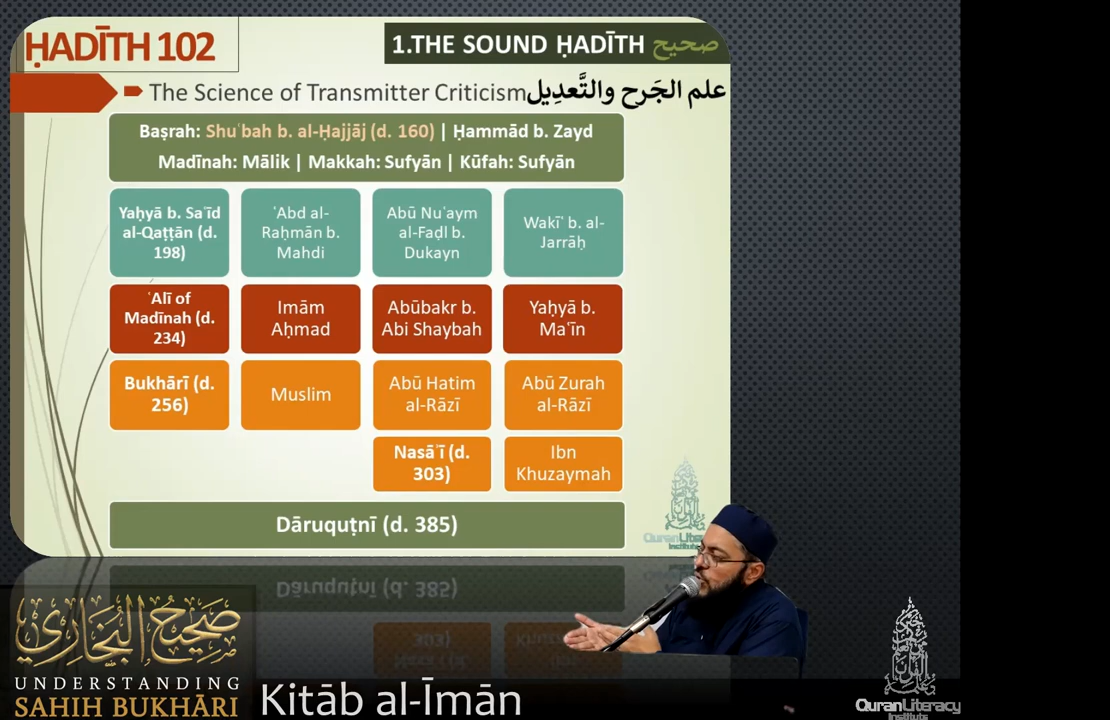 ḤADĪTH 102
1.THE SOUND ḤADĪTH صحيح
The Science of Transmitter Criticism علم الجَرح والتَّعدِيل
Baṣrah: Shuʿbah b. al-Ḥajjāj (d. 160) | Ḥammād b. Zayd
Madīnah: Mālik | Makkah: Sufyān | Kūfah: Sufyān
Yaḥyā b. Saʿīd
al-Qaṭṭān (d.
198)
ʿAbd al-
Raḥmān b.
Mahdi
Abū Nuʿaym
al-Faḍl b.
Dukayn
Wakīʿ b. al-
Jarrāḥ
ʿAlī of
Madīnah (d.
234)
Imām
Aḥmad
Abūbakr b.
Abi Shaybah
Yaḥyā b.
Maʿīn
Bukhārī (d.
256)
Muslim
Abū Hatim
al-Rāzī
Abū Zurah
al-Rāzī
Nasāʾī (d.
303)
Ibn
Khuzaymah
Dāruquṭnī (d. 385)
صَحِيحُ البُخَارِي
UNDERSTANDING
SAHIH BUKHĀRI
Kitāb al-Īmān
QuranLiteracy
Institute